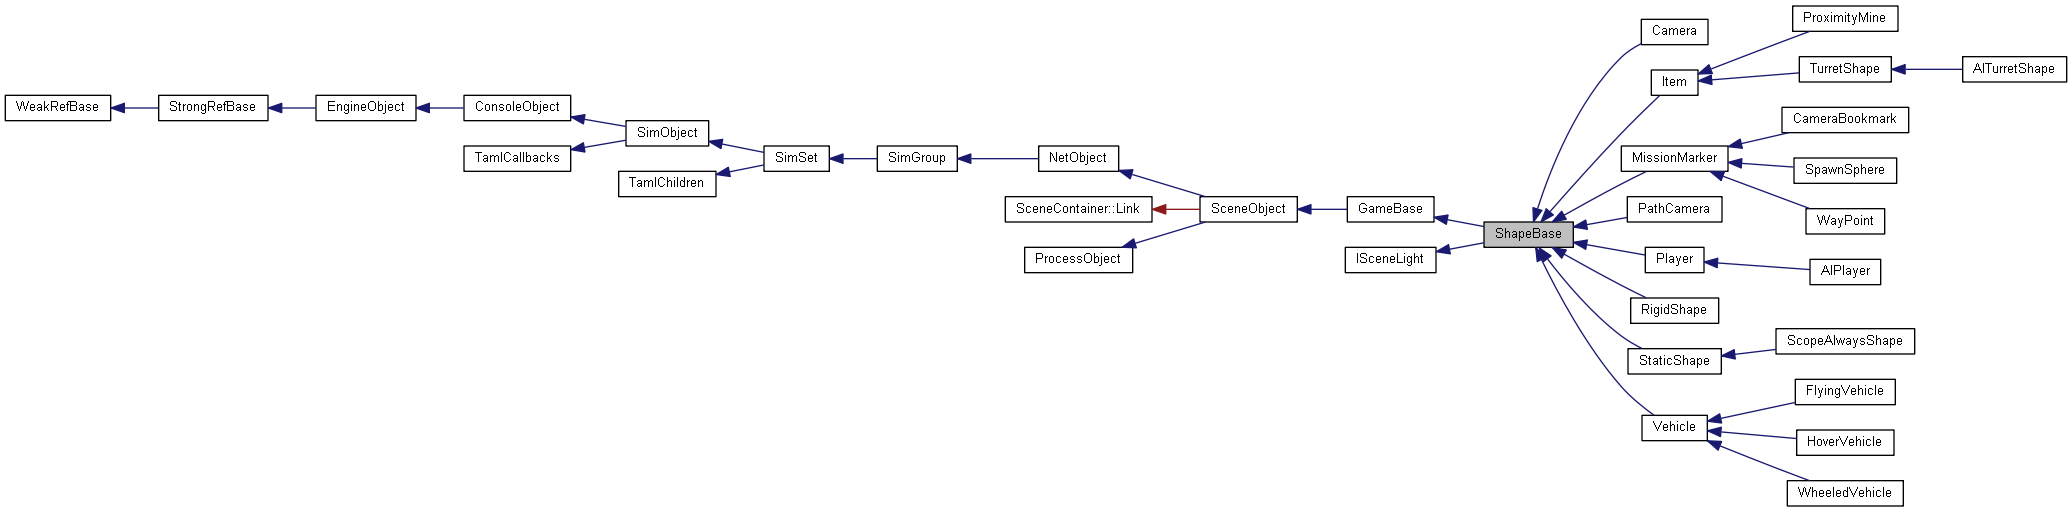 WeakRefBase
StrongRefBase
EngineObject
ConsoleObject
TamlCallbacks
SimObject
TamlChildren
SimSet
SimGroup
NetObject
SceneContainer::Link
ProcessObject
SceneObject
GameBase
ISceneLight
ShapeBase
Camera
Item
MissionMarker
PathCamera
Player
RigidShape
StaticShape
Vehicle
ProximityMine
TurretShape
AITurretShape
CameraBookmark
SpawnSphere
WayPoint
AIPlayer
ScopeAlwaysShape
FlyingVehicle
HoverVehicle
WheeledVehicle